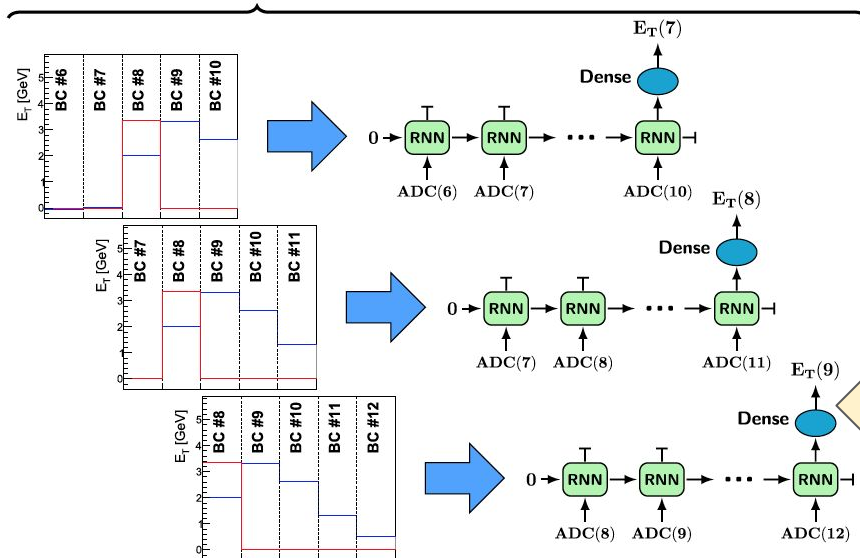 E_T(7)
Dense
E_T [GeV]
5
4
3
2
1
0
BC #6
BC #7
BC #8
BC #9
BC #10
0
RNN
RNN
...
RNN
ADC(6)
ADC(7)
ADC(10)
E_T(8)
Dense
E_T [GeV]
5
4
3
2
1
0
BC #7
BC #8
BC #9
BC #10
BC #11
0
RNN
RNN
...
RNN
ADC(7)
ADC(8)
ADC(11)
E_T(9)
Dense
E_T [GeV]
5
4
3
2
1
0
BC #8
BC #9
BC #10
BC #11
BC #12
0
RNN
RNN
...
RNN
ADC(8)
ADC(9)
ADC(12)